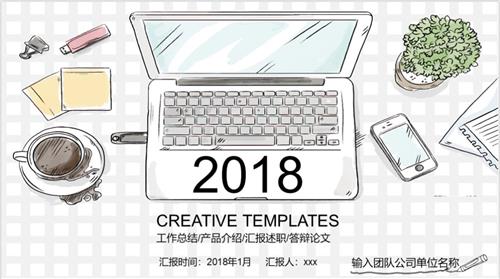 2018
CREATIVE TEMPLATES
工作总结/产品介绍/汇报述职/答辩论文
汇报时间：2018年1月 汇报人：xxx
输入团队公司单位名称